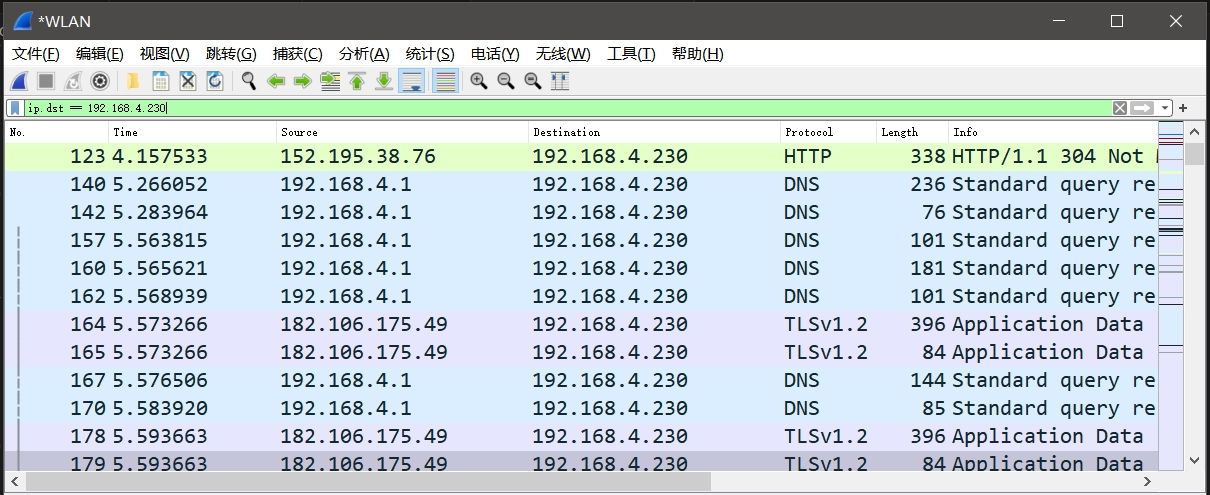 *WLAN
文件(F) 编辑(E) 视图(V) 跳转(G) 捕获(C) 分析(A) 统计(S) 电话(Y) 无线(W) 工具(T) 帮助(H)
ip.dst == 192.168.4.230
No. Time Source Destination Protocol Length Info
123 4.157533 152.195.38.76 192.168.4.230 HTTP 338 HTTP/1.1 304 Not
140 5.266052 192.168.4.1 192.168.4.230 DNS 236 Standard query re
142 5.283964 192.168.4.1 192.168.4.230 DNS 76 Standard query re
157 5.563815 192.168.4.1 192.168.4.230 DNS 101 Standard query re
160 5.565621 192.168.4.1 192.168.4.230 DNS 181 Standard query re
162 5.568939 192.168.4.1 192.168.4.230 DNS 101 Standard query re
164 5.573266 182.106.175.49 192.168.4.230 TLSv1.2 396 Application Data
165 5.573266 182.106.175.49 192.168.4.230 TLSv1.2 84 Application Data
167 5.576506 192.168.4.1 192.168.4.230 DNS 144 Standard query re
170 5.583920 192.168.4.1 192.168.4.230 DNS 85 Standard query re
178 5.593663 182.106.175.49 192.168.4.230 TLSv1.2 396 Application Data
179 5.593663 182.106.175.49 192.168.4.230 TLSv1.2 84 Application Data